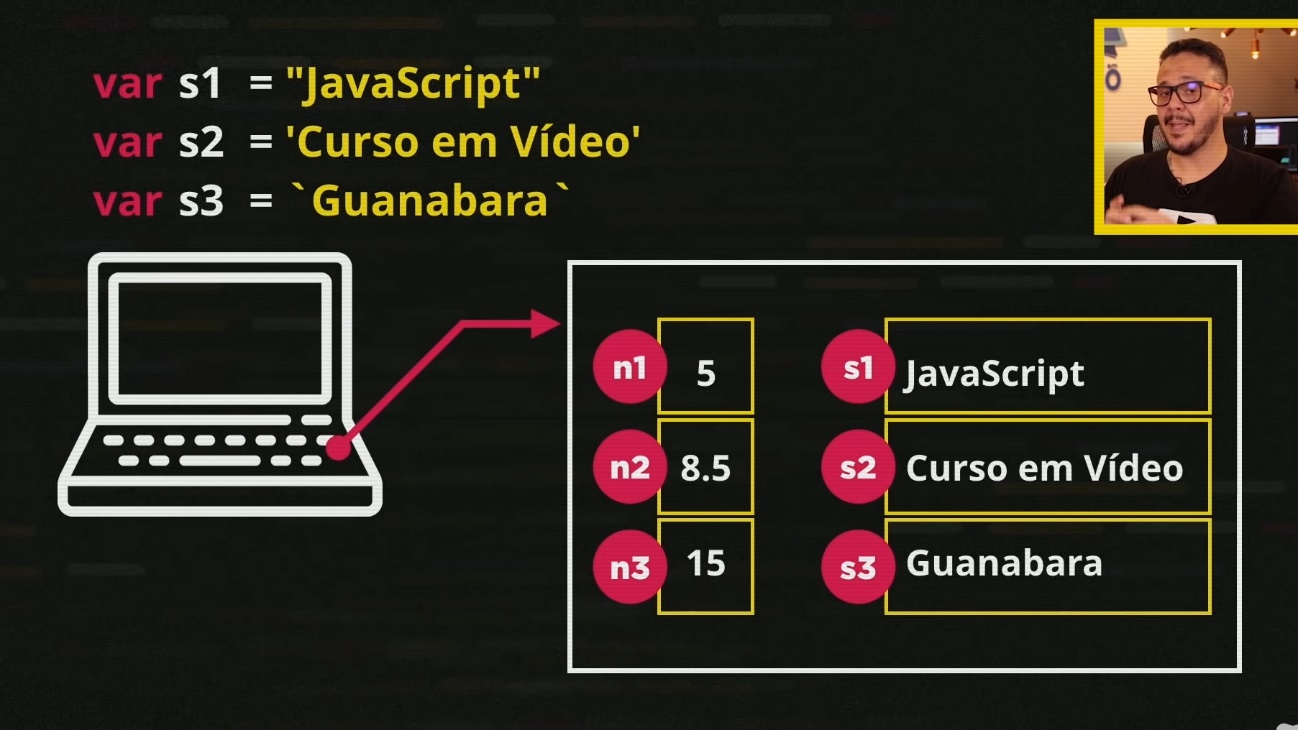 var s1 = "JavaScript"
var s2 = 'Curso em Vídeo'
var s3 = `Guanabara`
n1 5 s1 JavaScript
n2 8.5 s2 Curso em Vídeo
n3 15 s3 Guanabara